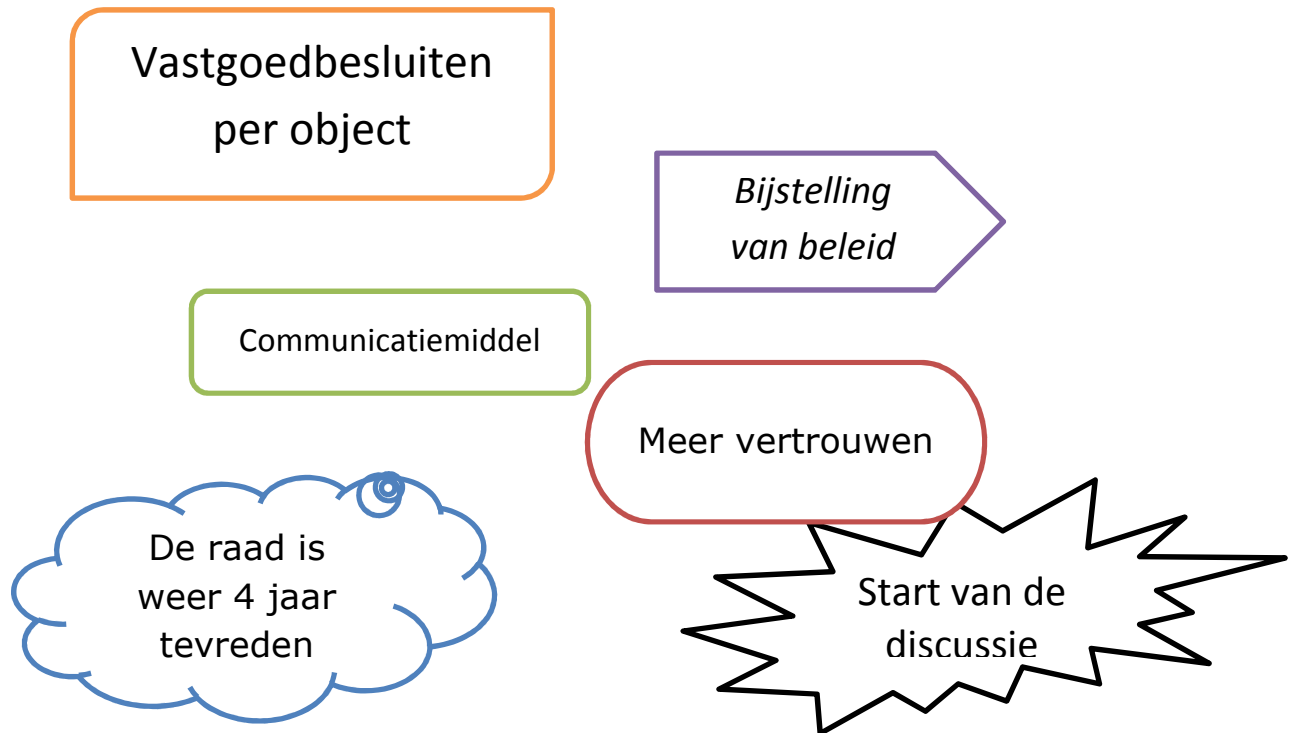 Vastgoedbesluiten
per object
Bijstelling
van beleid
Communicatiemiddel
Meer vertrouwen
De raad is
weer 4 jaar
tevreden
Start van de
discussie